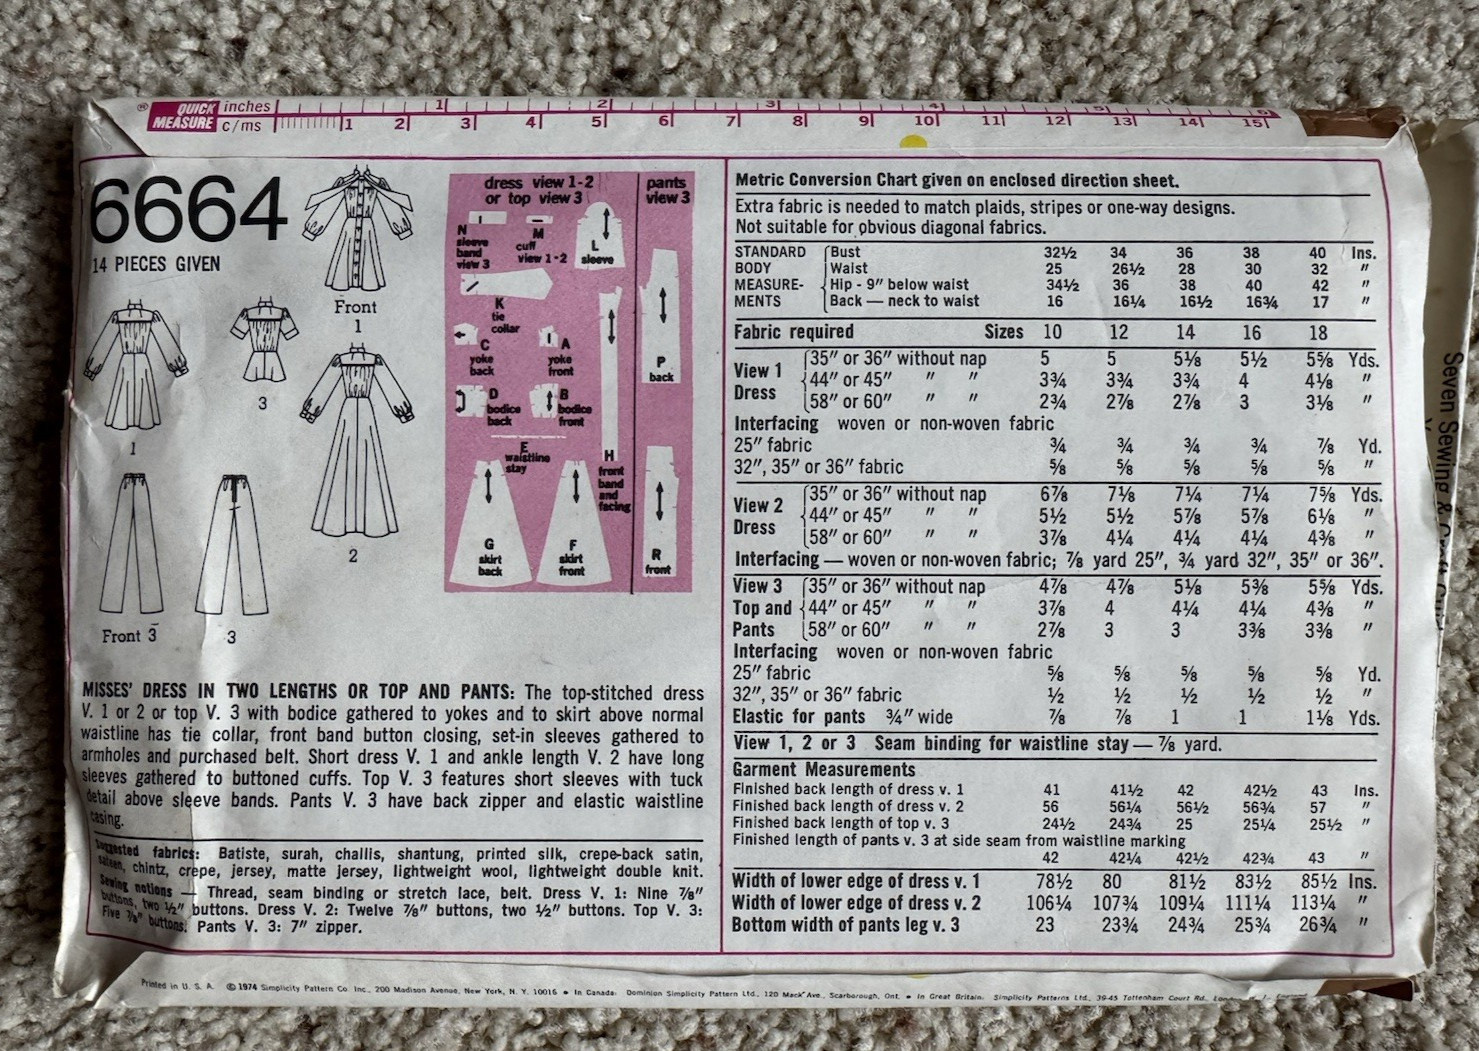 ® QUICK MEASURE inches 1 2 3 4 5 6
c/ms 1 2 3 4 5 6 7 8 9 10 11 12 13 14 15
6664
14 PIECES GIVEN
Front
1
1
3
2
Front 3
3
dress view 1-2
or top view 3
pants
view 3
N
sleeve
band
view 3
M
cuff
view 1-2
L
sleeve
K
tie
collar
C
yoke
back
A
yoke
front
P
back
D
bodice
back
B
bodice
front
E
waistline
stay
H
front
band
and
facing
G
skirt
back
F
skirt
front
R
front
MISSES' DRESS IN TWO LENGTHS OR TOP AND PANTS: The top-stitched dress
V. 1 or 2 or top V. 3 with bodice gathered to yokes and to skirt above normal
waistline has tie collar, front band button closing, set-in sleeves gathered to
armholes and purchased belt. Short dress V. 1 and ankle length V. 2 have long
sleeves gathered to buttoned cuffs. Top V. 3 features short sleeves with tuck
detail above sleeve bands. Pants V. 3 have back zipper and elastic waistline
casing.
Suggested fabrics: Batiste, surah, challis, shantung, printed silk, crepe-back satin,
sateen, chintz, crepe, jersey, matte jersey, lightweight wool, lightweight double knit.
Sewing notions — Thread, seam binding or stretch lace, belt. Dress V. 1: Nine ⅞″
buttons, two ½″ buttons. Dress V. 2: Twelve ⅞″ buttons, two ½″ buttons. Top V. 3:
Five ⅞″ buttons. Pants V. 3: 7″ zipper.
Metric Conversion Chart given on enclosed direction sheet.
Extra fabric is needed to match plaids, stripes or one-way designs.
Not suitable for obvious diagonal fabrics.
STANDARD Bust 32½ 34 36 38 40 Ins.
BODY Waist 25 26½ 28 30 32 ″
MEASURE- Hip - 9″ below waist 34½ 36 38 40 42 ″
MENTS Back — neck to waist 16 16¼ 16½ 16¾ 17 ″
Fabric required Sizes 10 12 14 16 18
View 1 35″ or 36″ without nap 5 5 5⅛ 5½ 5⅝ Yds.
Dress 44″ or 45″ ″ ″ 3¾ 3¾ 3¾ 4 4⅛ ″
58″ or 60″ ″ ″ 2¾ 2⅞ 2⅞ 3 3⅛ ″
Interfacing woven or non-woven fabric
25″ fabric ¾ ¾ ¾ ¾ ⅞ Yd.
32″, 35″ or 36″ fabric ⅝ ⅝ ⅝ ⅝ ⅝ ″
View 2 35″ or 36″ without nap 6⅞ 7⅛ 7¼ 7¼ 7⅝ Yds.
Dress 44″ or 45″ ″ ″ 5½ 5½ 5⅞ 5⅞ 6⅛ ″
58″ or 60″ ″ ″ 3⅞ 4¼ 4¼ 4¼ 4⅜ ″
Interfacing — woven or non-woven fabric; ⅞ yard 25″, ¾ yard 32″, 35″ or 36″.
View 3 35″ or 36″ without nap 4⅞ 4⅞ 5⅛ 5⅜ 5⅝ Yds.
Top and 44″ or 45″ ″ ″ 3⅞ 4 4¼ 4¼ 4⅜ ″
Pants 58″ or 60″ ″ ″ 2⅞ 3 3 3⅜ 3⅜ ″
Interfacing woven or non-woven fabric
25″ fabric ⅝ ⅝ ⅝ ⅝ ⅝ Yd.
32″, 35″ or 36″ fabric ½ ½ ½ ½ ½ ″
Elastic for pants ¾″ wide ⅞ ⅞ 1 1 1⅛ Yds.
View 1, 2 or 3 Seam binding for waistline stay — ⅞ yard.
Garment Measurements
Finished back length of dress v. 1 41 41½ 42 42½ 43 Ins.
Finished back length of dress v. 2 56 56¼ 56½ 56¾ 57 ″
Finished back length of top v. 3 24½ 24¾ 25 25¼ 25½ ″
Finished length of pants v. 3 at side seam from waistline marking
42 42¼ 42½ 42¾ 43 ″
Width of lower edge of dress v. 1 78½ 80 81½ 83½ 85½ Ins.
Width of lower edge of dress v. 2 106¼ 107¾ 109¼ 111¼ 113¼ ″
Bottom width of pants leg v. 3 23 23¾ 24¾ 25¾ 26¾ ″
Printed in U. S. A. © 1974 Simplicity Pattern Co. Inc., 200 Madison Avenue, New York, N. Y. 10016 • In Canada: Dominion Simplicity Pattern Ltd., 120 Mack Ave., Scarborough, Ont. • In Great Britain: Simplicity Patterns Ltd., 39-45 Tottenham Court Rd.,
Seven Sewing &